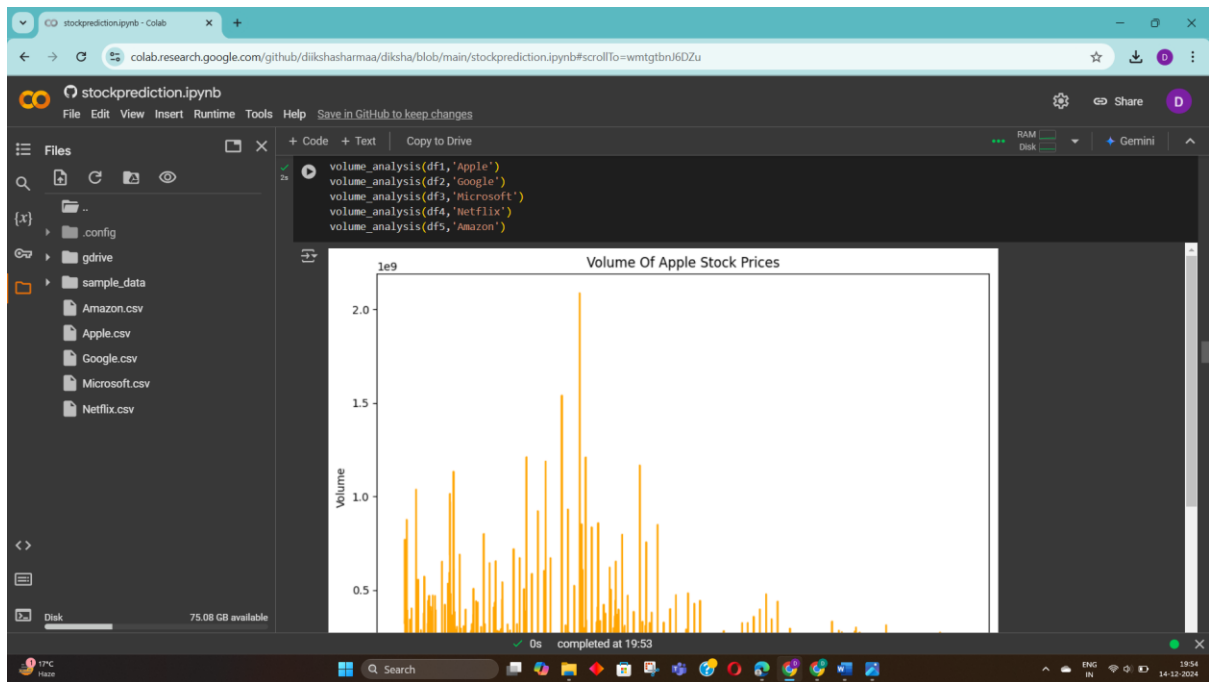 stockprediction.ipynb - Colab
colab.research.google.com/github/diikshasharmaa/diksha/blob/main/stockprediction.ipynb#scrollTo=wmtgtbnJ6DZu
D
CO
stockprediction.ipynb
File Edit View Insert Runtime Tools Help Save in GitHub to keep changes
Share
D
Files
+ Code + Text Copy to Drive
RAM
Disk
Gemini
..
.config
gdrive
sample_data
Amazon.csv
Apple.csv
Google.csv
Microsoft.csv
Netflix.csv
{x}
Disk 75.08 GB available
2s
volume_analysis(df1,'Apple')
volume_analysis(df2,'Google')
volume_analysis(df3,'Microsoft')
volume_analysis(df4,'Netflix')
volume_analysis(df5,'Amazon')
1e9
Volume Of Apple Stock Prices
2.0
1.5
1.0
0.5
Volume
0s completed at 19:53
1
17°C
Haze
Search
ENG
IN
19:54
14-12-2024